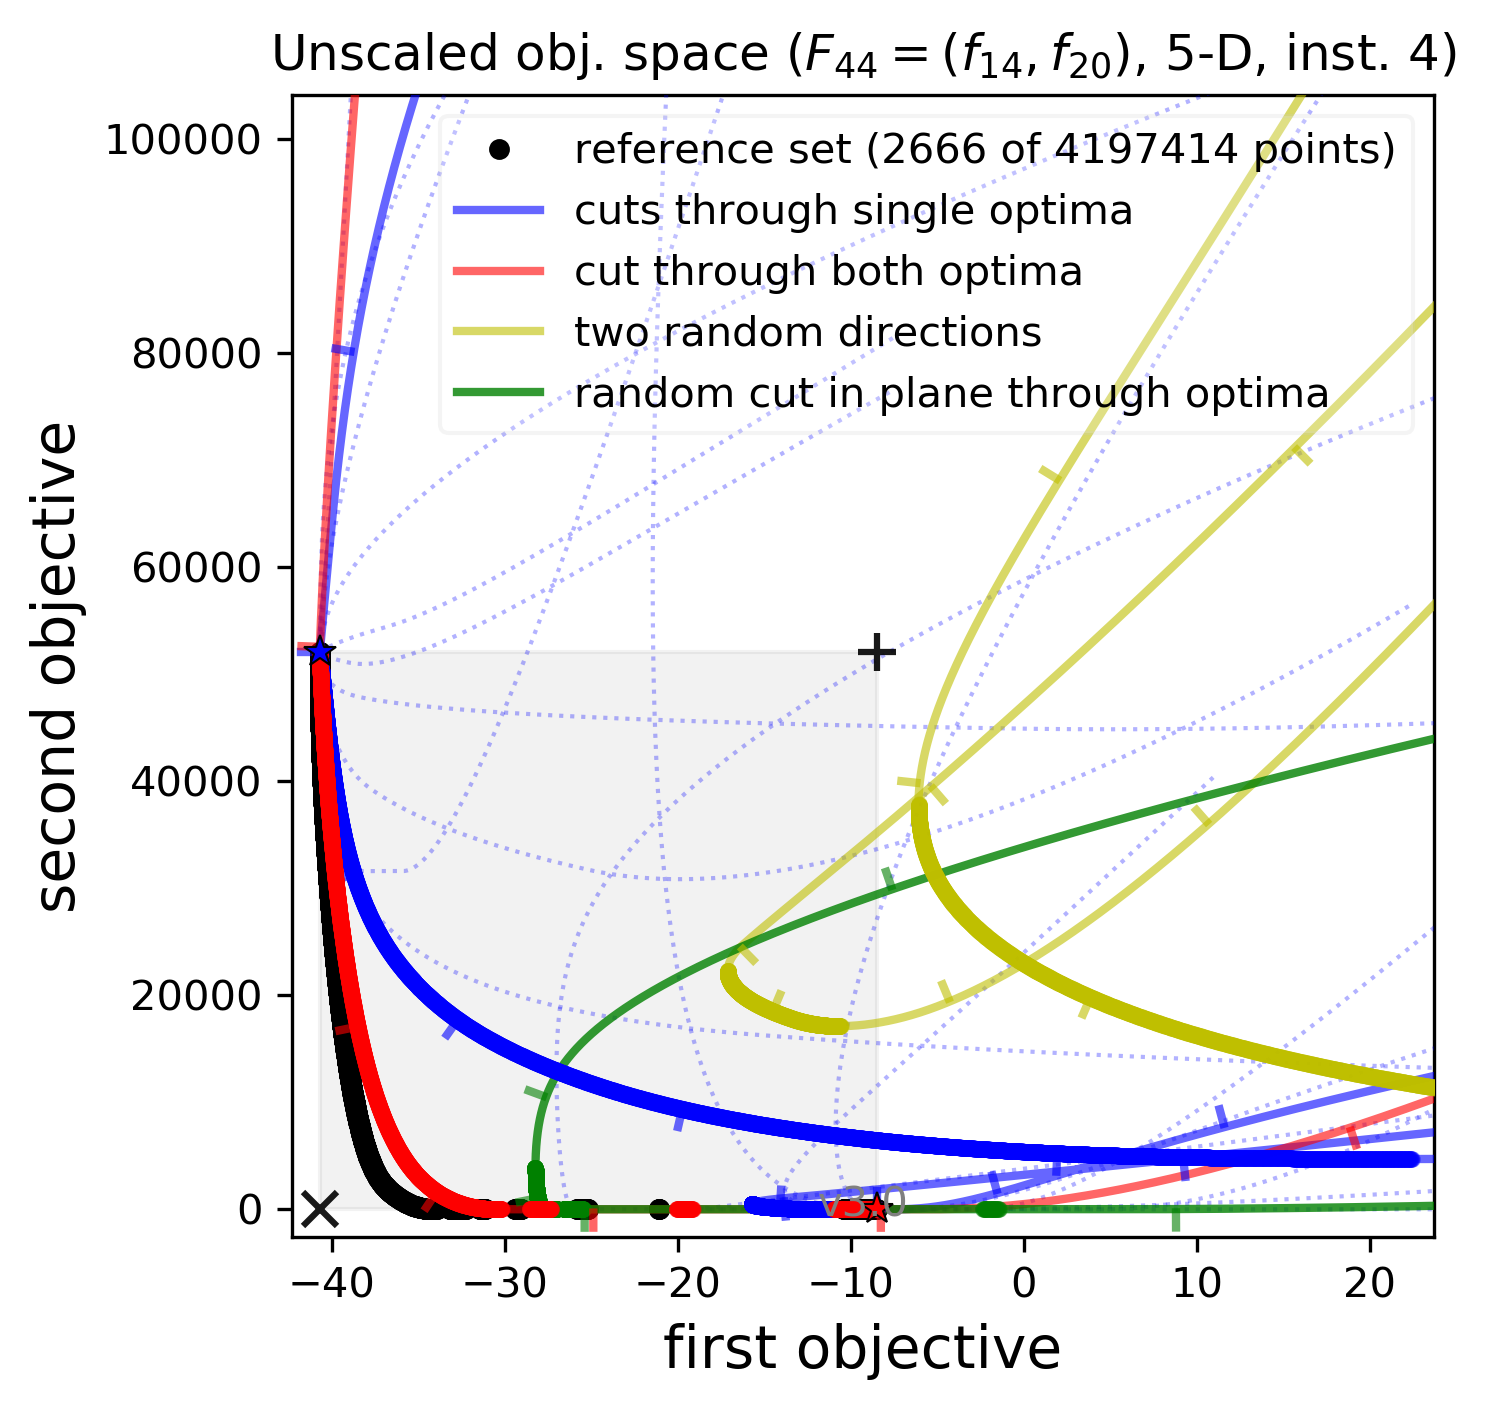 Unscaled obj. space (F₄₄ = (f₁₄, f₂₀), 5-D, inst. 4)
reference set (2666 of 4197414 points)
cuts through single optima
cut through both optima
two random directions
random cut in plane through optima
second objective
100000
80000
60000
40000
20000
0
−40
−30
−20
−10
0
10
20
first objective